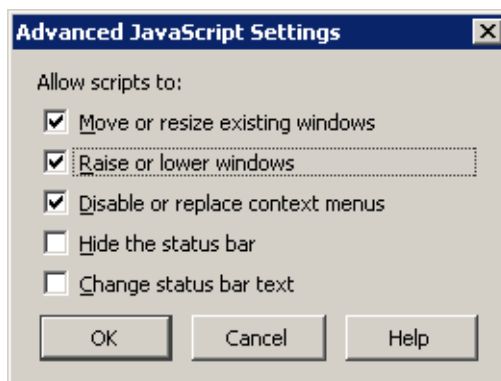 Advanced JavaScript Settings
Allow scripts to:
Move or resize existing windows
Raise or lower windows
Disable or replace context menus
Hide the status bar
Change status bar text
OK Cancel Help